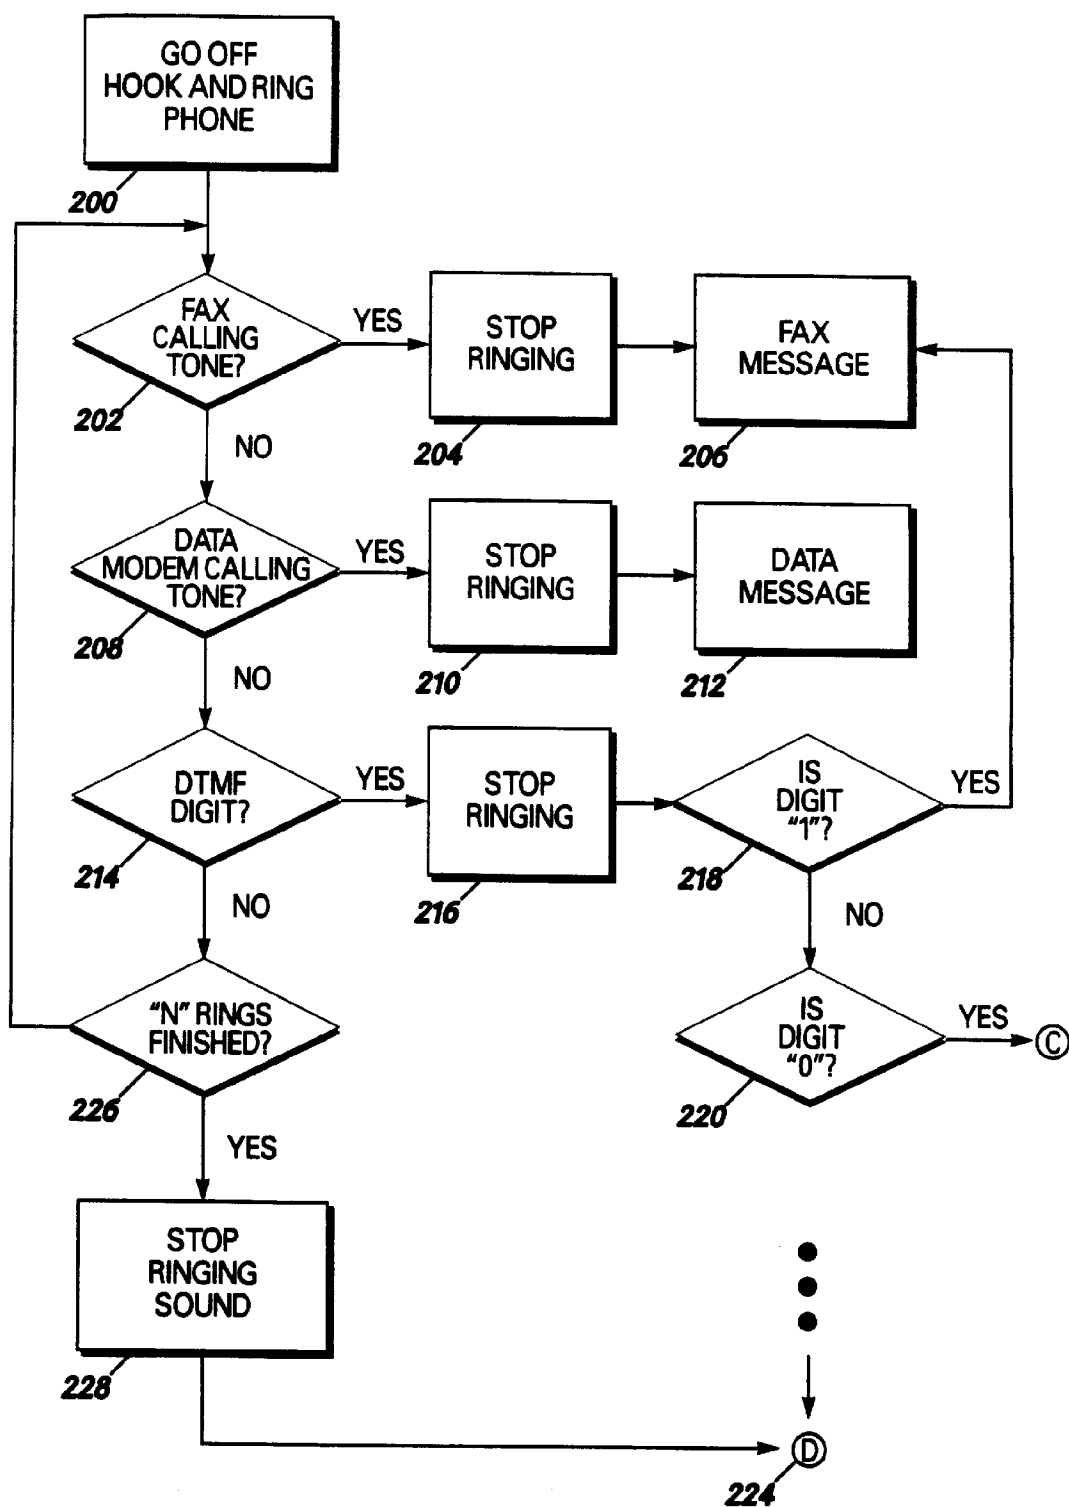 GO OFF
HOOK AND RING
PHONE
200
FAX
CALLING
TONE?
202
YES
STOP
RINGING
204
FAX
MESSAGE
206
NO
DATA
MODEM CALLING
TONE?
208
YES
STOP
RINGING
210
DATA
MESSAGE
212
NO
DTMF
DIGIT?
214
YES
STOP
RINGING
216
IS
DIGIT
"1"?
218
YES
NO
NO
"N" RINGS
FINISHED?
226
IS
DIGIT
"0"?
220
YES
C
YES
STOP
RINGING
SOUND
228
D
224